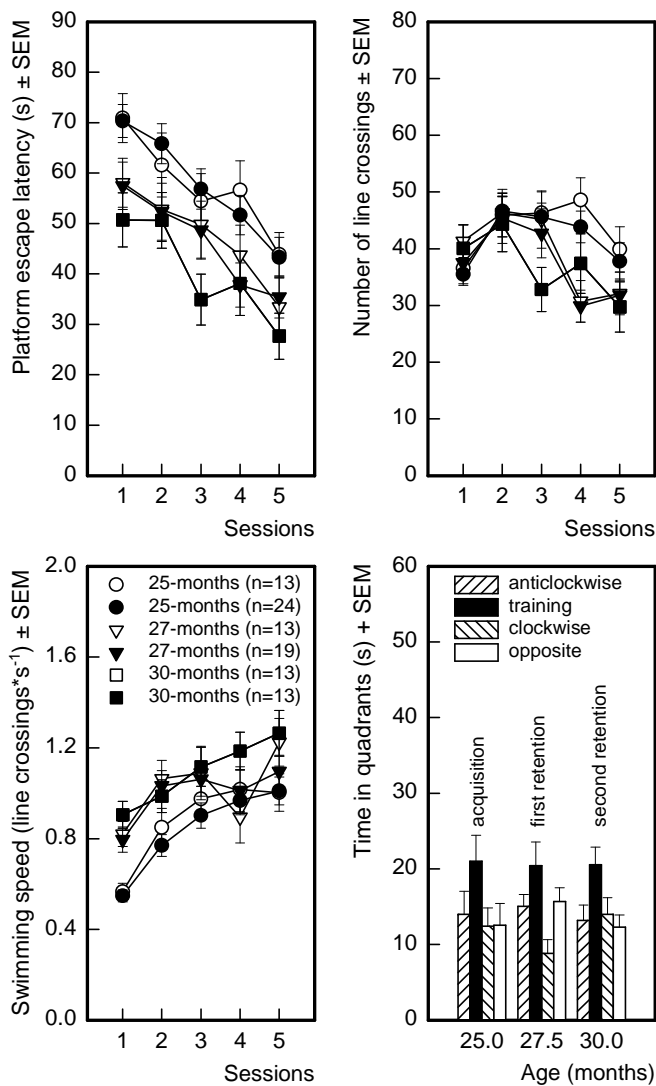 Platform escape latency (s) ± SEM
90
80
70
60
50
40
30
20
10
0
1 2 3 4 5
Sessions
Number of line crossings ± SEM
80
70
60
50
40
30
20
10
0
1 2 3 4 5
Sessions
Swimming speed (line crossings*s⁻¹) ± SEM
2.0
1.6
1.2
0.8
0.4
0.0
25-months (n=13)
25-months (n=24)
27-months (n=13)
27-months (n=19)
30-months (n=13)
30-months (n=13)
1 2 3 4 5
Sessions
Time in quadrants (s) + SEM
60
50
40
30
20
10
0
anticlockwise
training
clockwise
opposite
acquisition
first retention
second retention
25.0 27.5 30.0
Age (months)